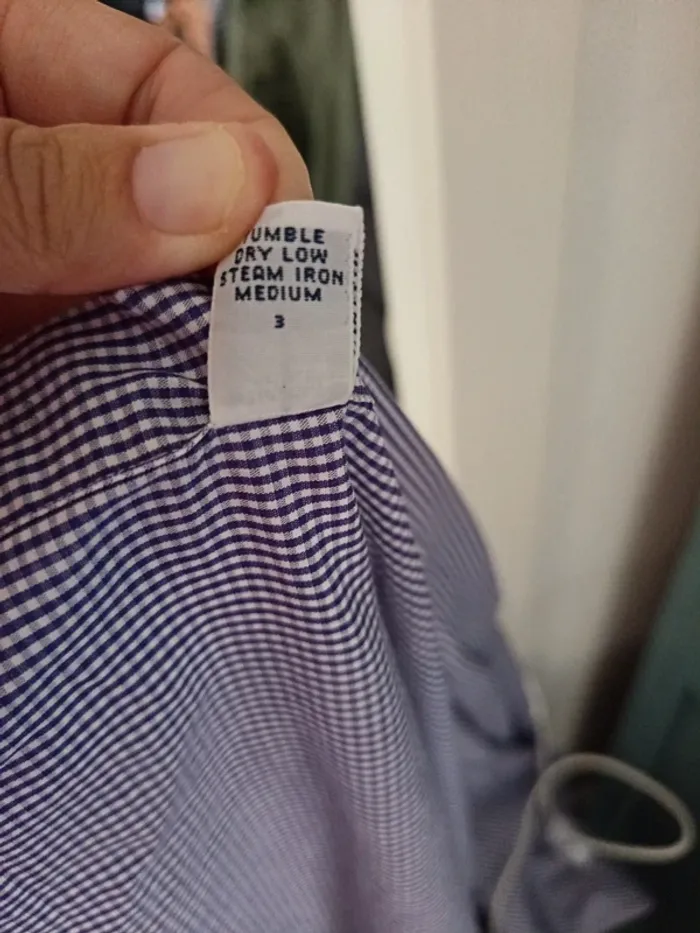 TUMBLE
DRY LOW
STEAM IRON
MEDIUM
3